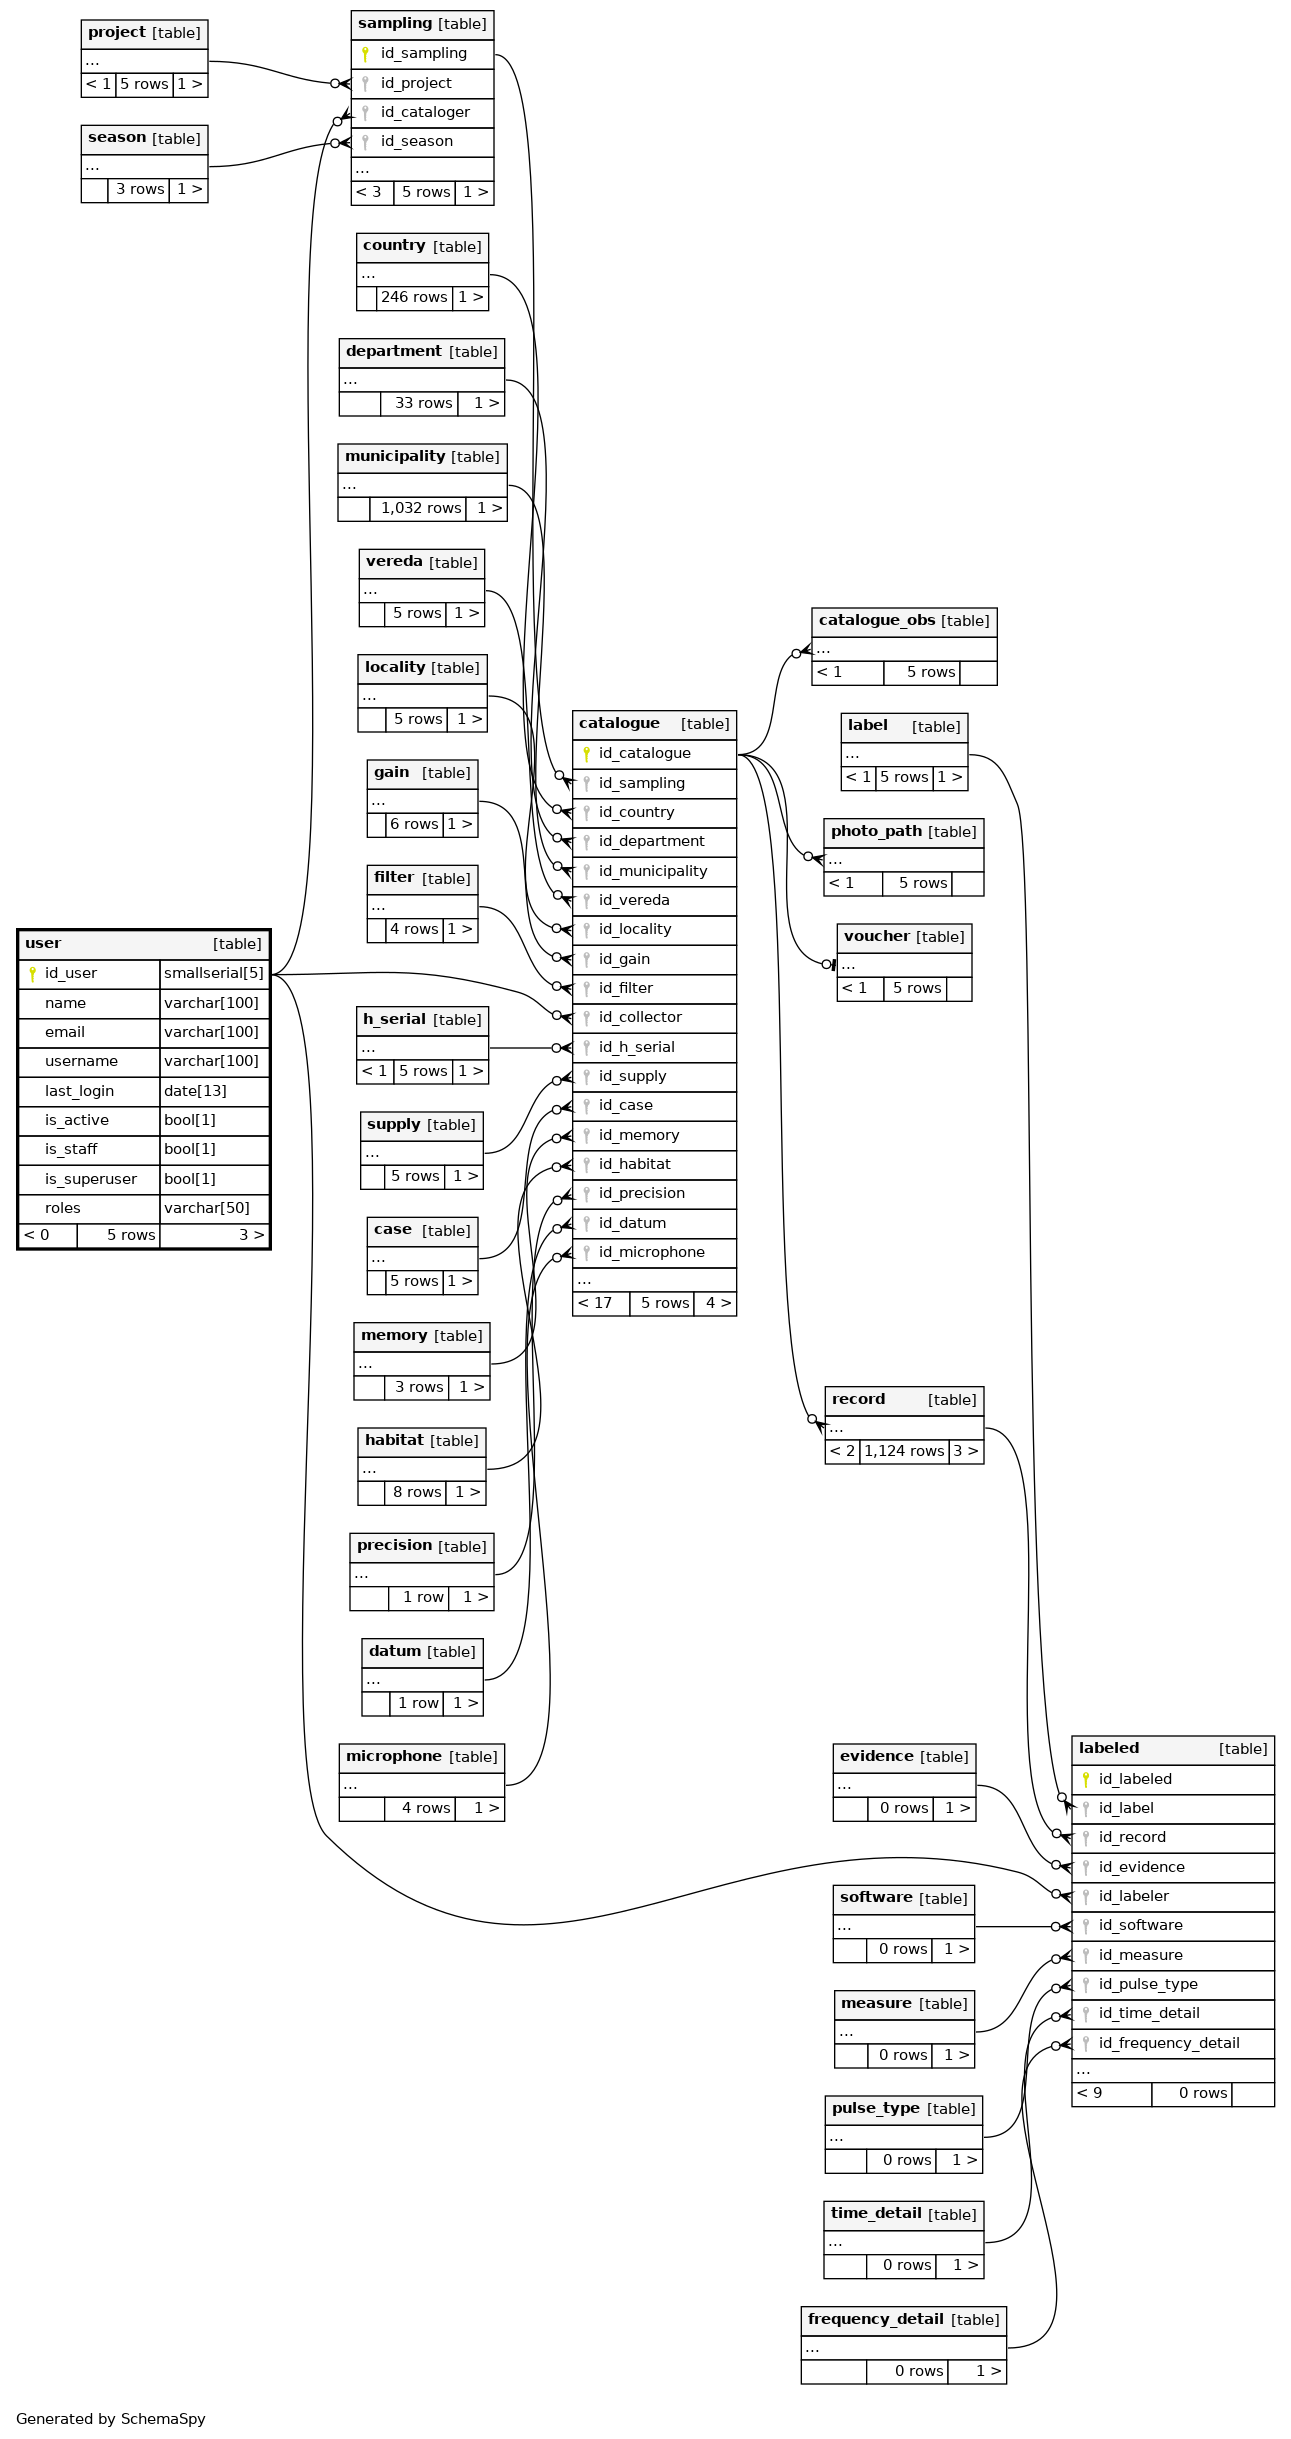 project [table]
...
< 1 5 rows 1 >
season [table]
...
3 rows 1 >
sampling [table]
id_sampling
id_project
id_cataloger
id_season
...
< 3 5 rows 1 >
country [table]
...
246 rows 1 >
department [table]
...
33 rows 1 >
municipality [table]
...
1,032 rows 1 >
vereda [table]
...
5 rows 1 >
locality [table]
...
5 rows 1 >
gain [table]
...
6 rows 1 >
filter [table]
...
4 rows 1 >
user [table]
id_user smallserial[5]
name varchar[100]
email varchar[100]
username varchar[100]
last_login date[13]
is_active bool[1]
is_staff bool[1]
is_superuser bool[1]
roles varchar[50]
< 0 5 rows 3 >
h_serial [table]
...
< 1 5 rows 1 >
supply [table]
...
5 rows 1 >
case [table]
...
5 rows 1 >
memory [table]
...
3 rows 1 >
habitat [table]
...
8 rows 1 >
precision [table]
...
1 row 1 >
datum [table]
...
1 row 1 >
microphone [table]
...
4 rows 1 >
catalogue [table]
id_catalogue
id_sampling
id_country
id_department
id_municipality
id_vereda
id_locality
id_gain
id_filter
id_collector
id_h_serial
id_supply
id_case
id_memory
id_habitat
id_precision
id_datum
id_microphone
...
< 17 5 rows 4 >
catalogue_obs [table]
...
< 1 5 rows
label [table]
...
< 1 5 rows 1 >
photo_path [table]
...
< 1 5 rows
voucher [table]
...
< 1 5 rows
record [table]
...
< 2 1,124 rows 3 >
evidence [table]
...
0 rows 1 >
software [table]
...
0 rows 1 >
measure [table]
...
0 rows 1 >
pulse_type [table]
...
0 rows 1 >
time_detail [table]
...
0 rows 1 >
frequency_detail [table]
...
0 rows 1 >
labeled [table]
id_labeled
id_label
id_record
id_evidence
id_labeler
id_software
id_measure
id_pulse_type
id_time_detail
id_frequency_detail
...
< 9 0 rows
Generated by SchemaSpy